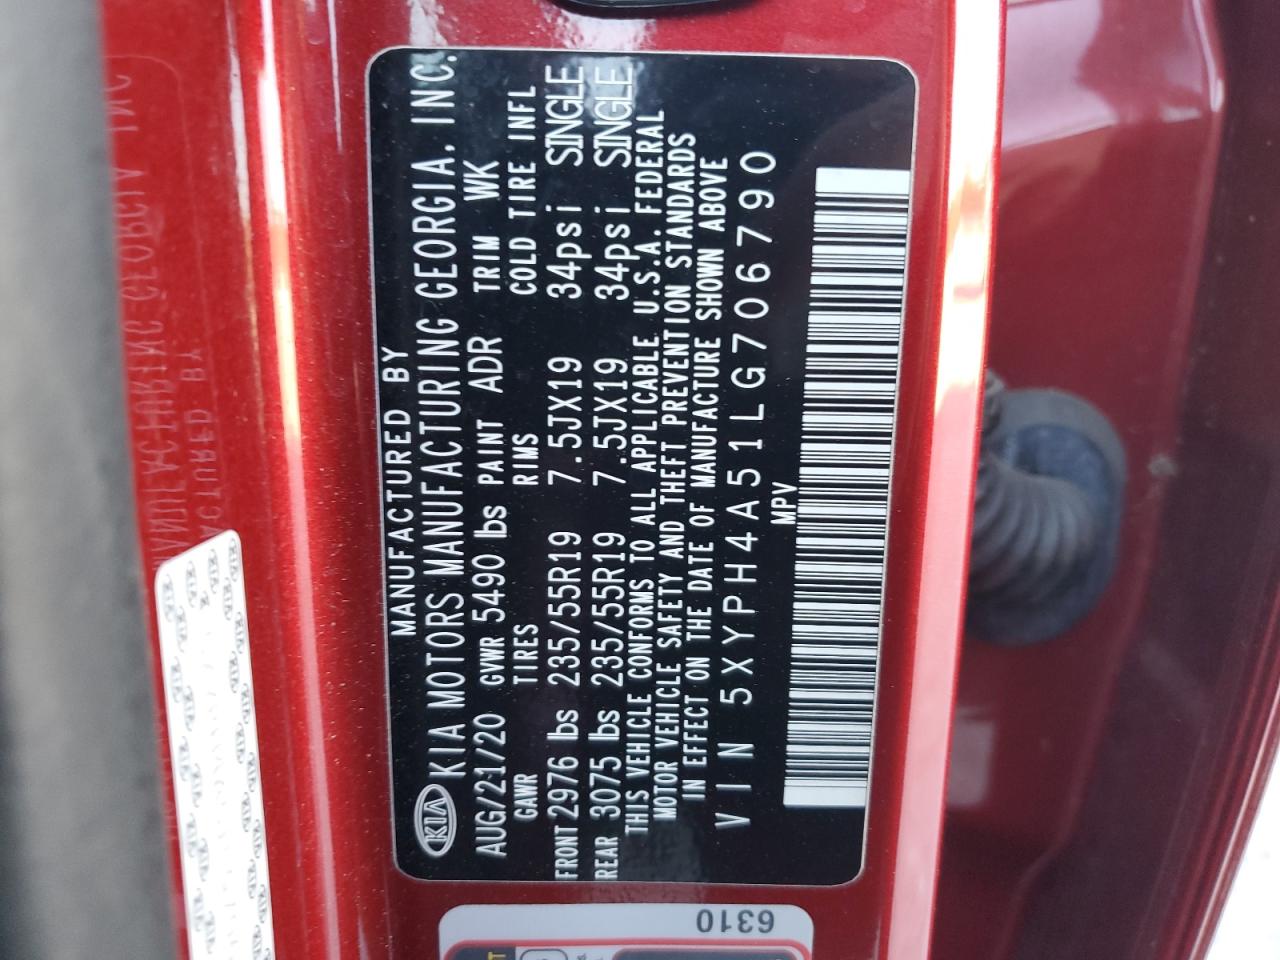 MANUFACTURED BY
KIA KIA MOTORS MANUFACTURING GEORGIA, INC.
AUG/21/20 GVWR 5490 lbs PAINT ADR TRIM WK
GAWR TIRES RIMS COLD TIRE INFL
FRONT 2976 lbs 235/55R19 7.5JX19 34psi SINGLE
REAR 3075 lbs 235/55R19 7.5JX19 34psi SINGLE
THIS VEHICLE CONFORMS TO ALL APPLICABLE U.S.A. FEDERAL
MOTOR VEHICLE SAFETY AND THEFT PREVENTION STANDARDS
IN EFFECT ON THE DATE OF MANUFACTURE SHOWN ABOVE
VIN 5XYPH4A51LG706790
MPV
6310